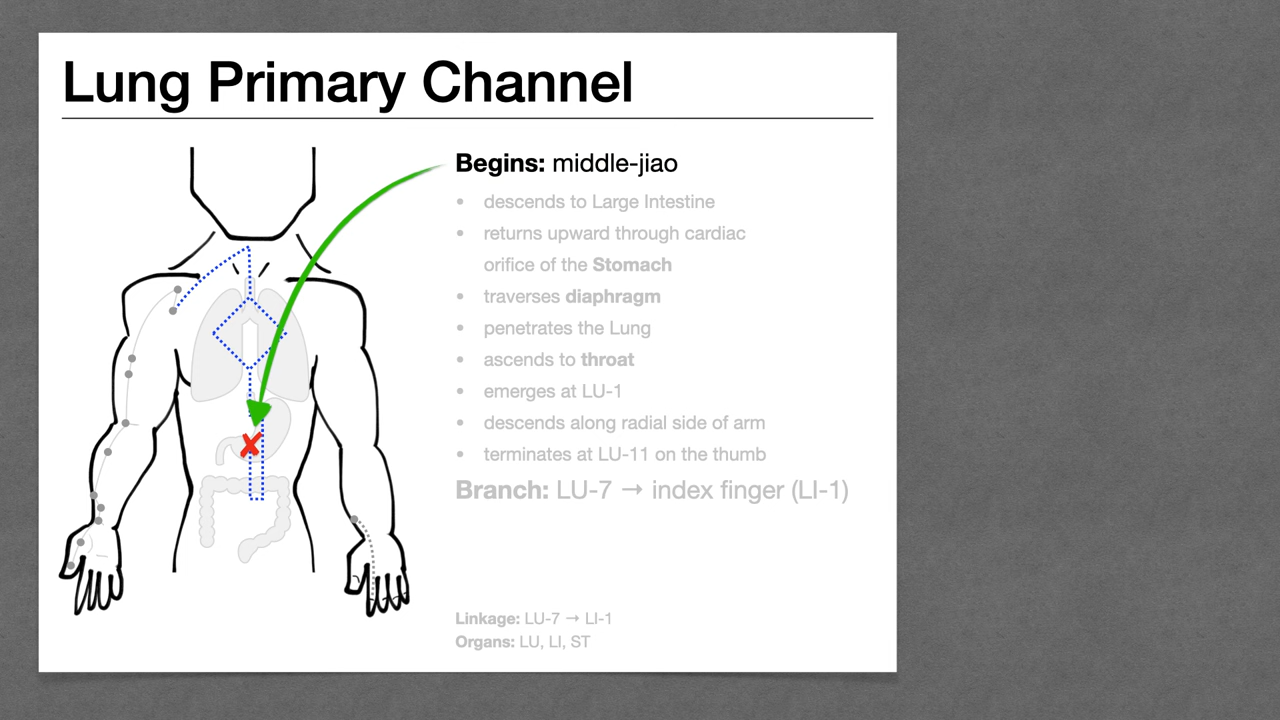 Lung Primary Channel
Begins: middle-jiao
• descends to Large Intestine
• returns upward through cardiac
orifice of the Stomach
• traverses diaphragm
• penetrates the Lung
• ascends to throat
• emerges at LU-1
• descends along radial side of arm
• terminates at LU-11 on the thumb
Branch: LU-7 → index finger (LI-1)
Linkage: LU-7 → LI-1
Organs: LU, LI, ST